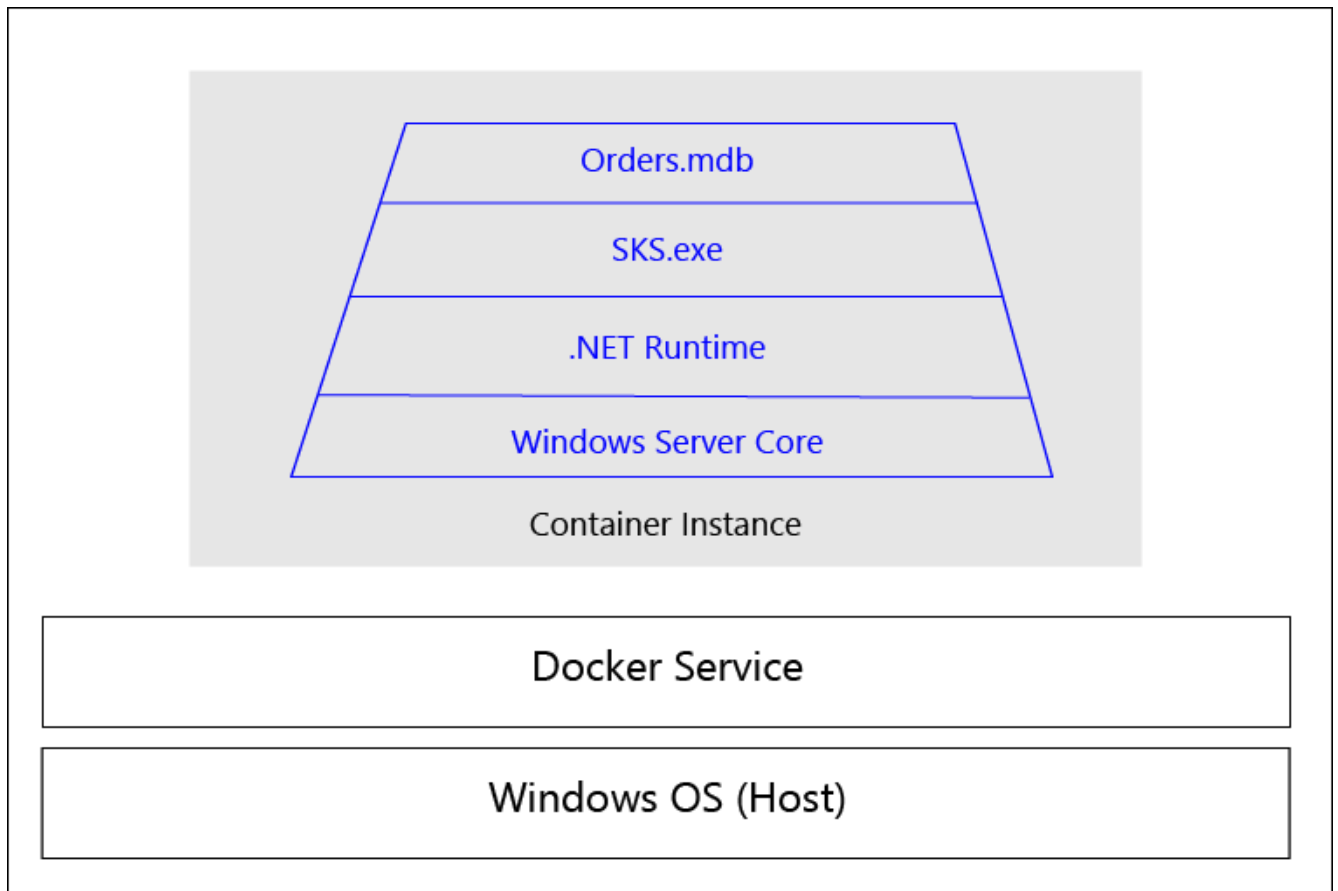 Orders.mdb
SKS.exe
.NET Runtime
Windows Server Core
Container Instance
Docker Service
Windows OS (Host)